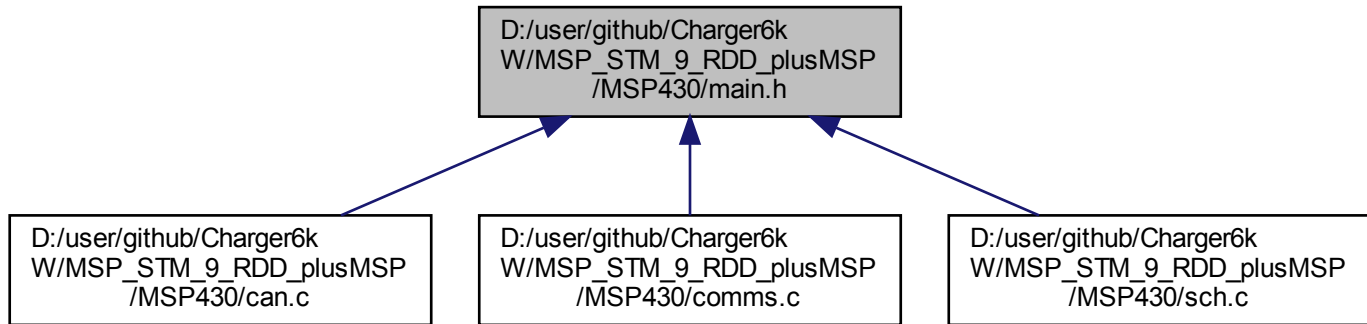 D:/user/github/Charger6k
W/MSP_STM_9_RDD_plusMSP
/MSP430/main.h
D:/user/github/Charger6k
W/MSP_STM_9_RDD_plusMSP
/MSP430/can.c
D:/user/github/Charger6k
W/MSP_STM_9_RDD_plusMSP
/MSP430/comms.c
D:/user/github/Charger6k
W/MSP_STM_9_RDD_plusMSP
/MSP430/sch.c